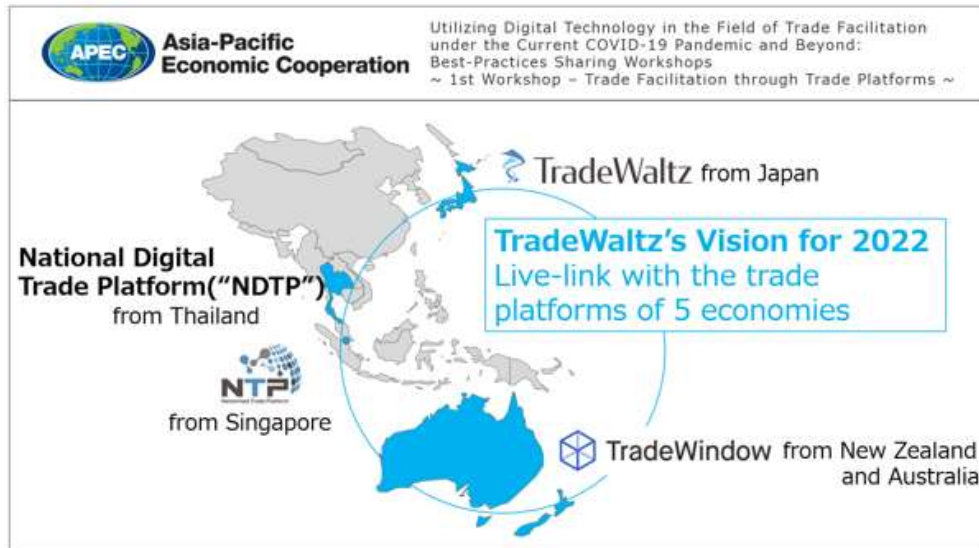 APEC
Asia-Pacific
Economic Cooperation
Utilizing Digital Technology in the Field of Trade Facilitation
under the Current COVID-19 Pandemic and Beyond:
Best-Practices Sharing Workshops
~ 1st Workshop – Trade Facilitation through Trade Platforms ~
TradeWaltz from Japan
TradeWaltz's Vision for 2022
Live-link with the trade
platforms of 5 economies
National Digital
Trade Platform("NDTP")
from Thailand
NTP
Networked Trade Platform
from Singapore
TradeWindow from New Zealand
and Australia